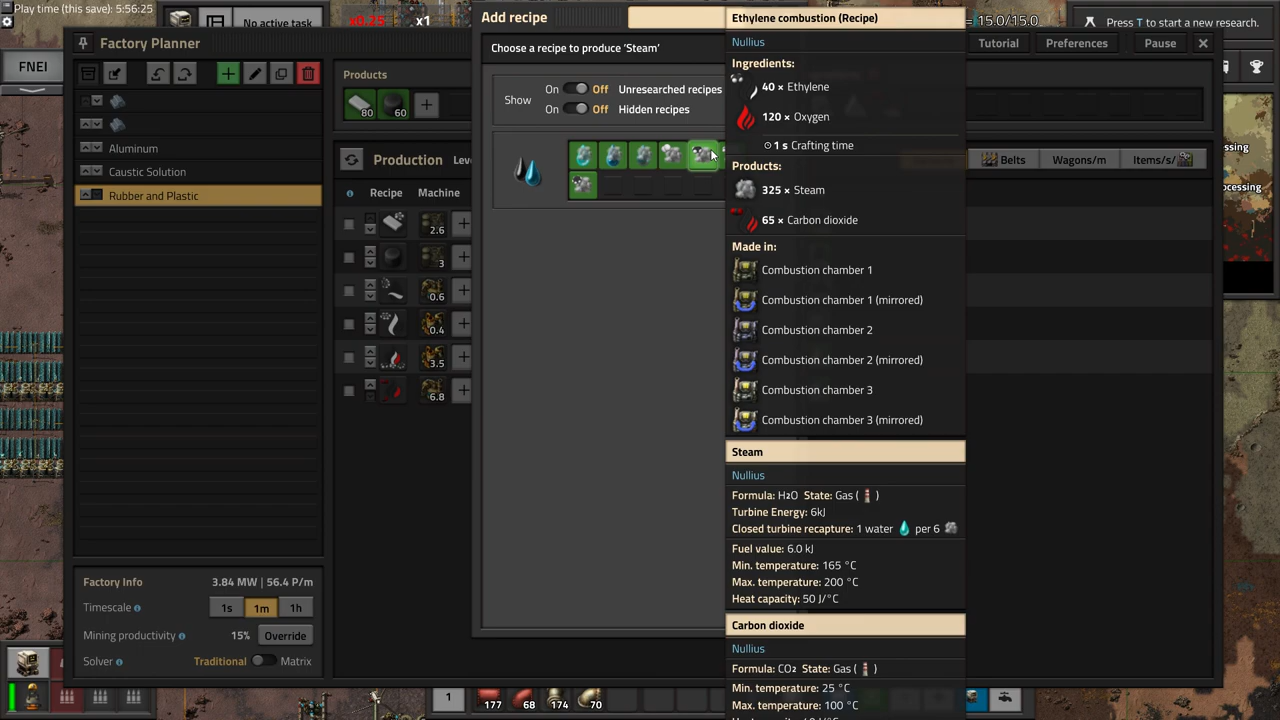 Play time (this save): 5:56:25
No active task
x0.25
x1
= 15.0/15.0
Press T to start a new research.
FNEI
Factory Planner
Tutorial
Preferences
Pause
Aluminum
Caustic Solution
Rubber and Plastic
Factory Info
3.84 MW | 56.4 P/m
Timescale
1s
1m
1h
Mining productivity
15%
Override
Solver
Traditional
Matrix
Products
80
60
Production
Belts
Wagons/m
Items/s/
Recipe
Machine
2.6
3
0.6
0.4
3.5
6.8
Add recipe
Choose a recipe to produce 'Steam'
Show
On Off Unresearched recipes
On Off Hidden recipes
Ethylene combustion (Recipe)
Nullius
Ingredients:
40 × Ethylene
120 × Oxygen
1 s Crafting time
Products:
325 × Steam
65 × Carbon dioxide
Made in:
Combustion chamber 1
Combustion chamber 1 (mirrored)
Combustion chamber 2
Combustion chamber 2 (mirrored)
Combustion chamber 3
Combustion chamber 3 (mirrored)
Steam
Nullius
Formula: H2O State: Gas ( )
Turbine Energy: 6kJ
Closed turbine recapture: 1 water per 6
Fuel value: 6.0 kJ
Min. temperature: 165 °C
Max. temperature: 200 °C
Heat capacity: 50 J/°C
Carbon dioxide
Nullius
Formula: CO2 State: Gas ( )
Min. temperature: 25 °C
Max. temperature: 100 °C
1
177
68
174
70